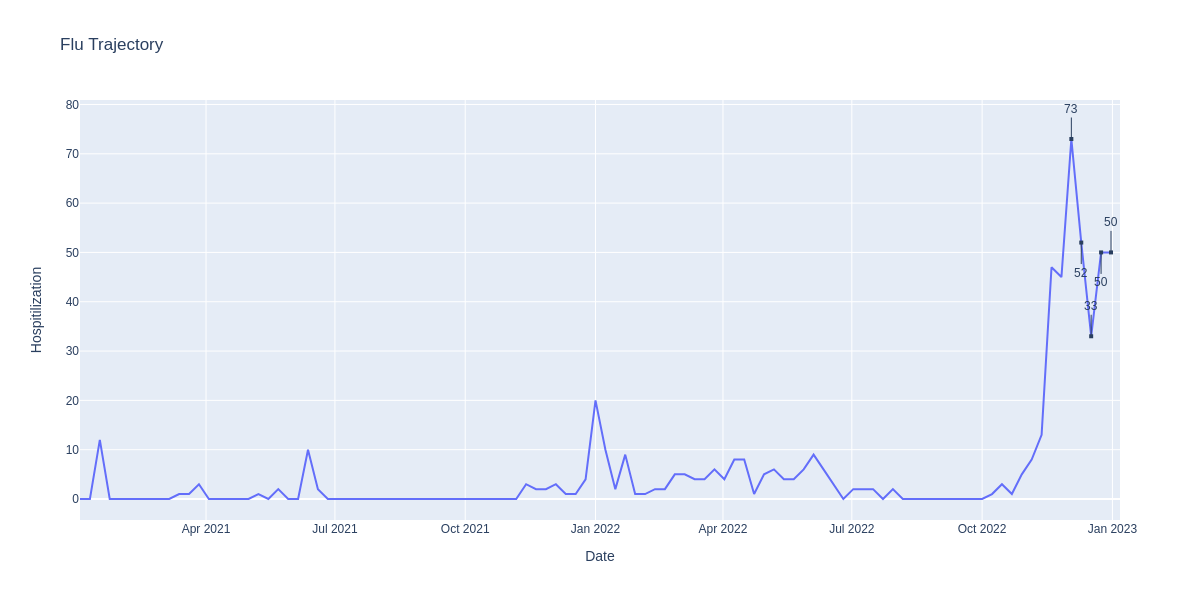 Flu Trajectory
80
70
60
50
40
30
20
10
0
Hospitilization
73
52
33
50
50
Apr 2021
Jul 2021
Oct 2021
Jan 2022
Apr 2022
Jul 2022
Oct 2022
Jan 2023
Date